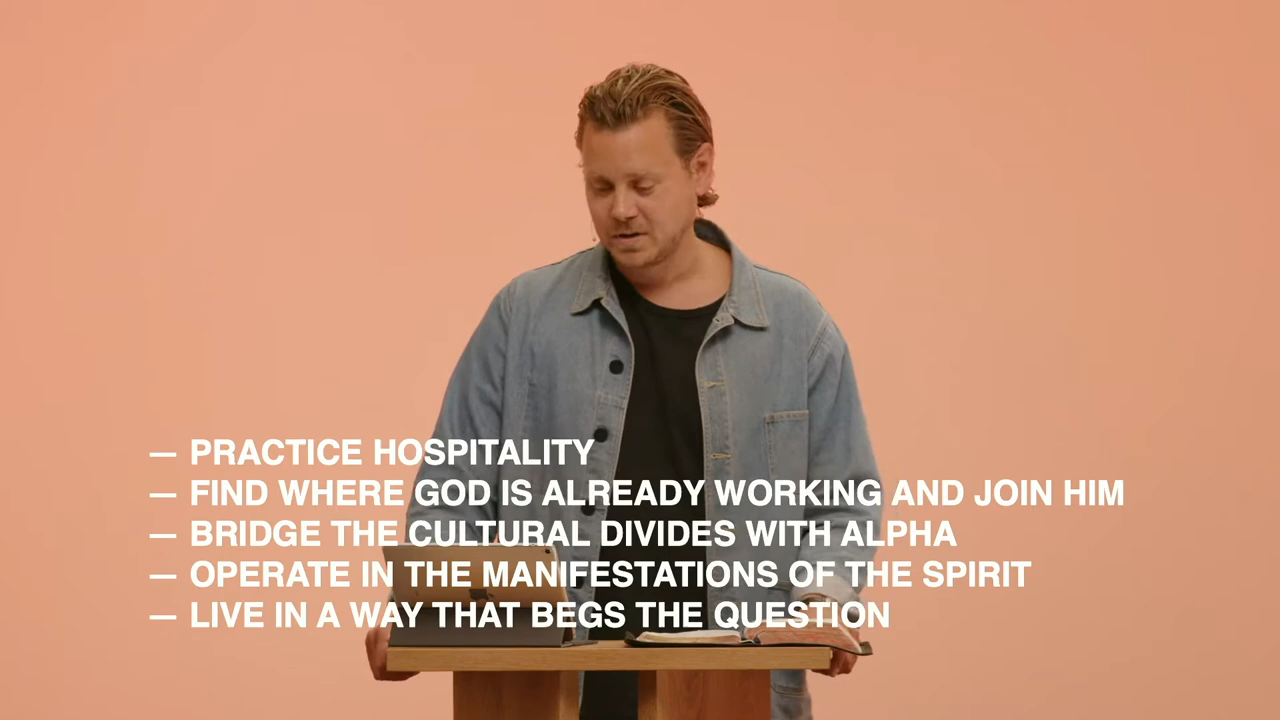 — PRACTICE HOSPITALITY
— FIND WHERE GOD IS ALREADY WORKING AND JOIN HIM
— BRIDGE THE CULTURAL DIVIDES WITH ALPHA
— OPERATE IN THE MANIFESTATIONS OF THE SPIRIT
— LIVE IN A WAY THAT BEGS THE QUESTION